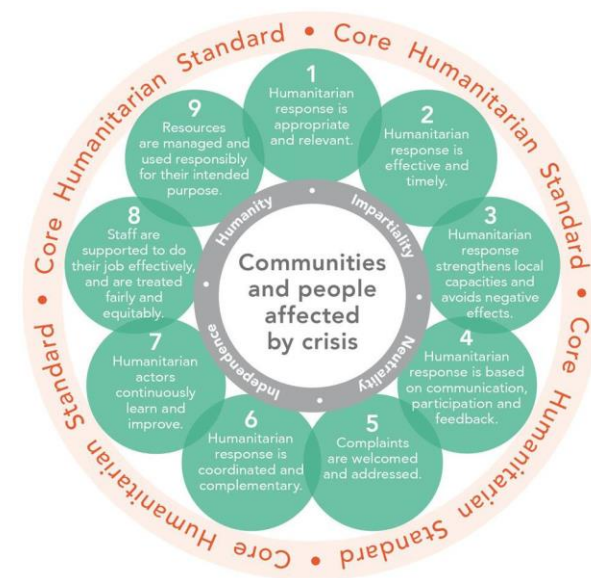 Core Humanitarian Standard • Core Humanitarian Standard • Core Humanitarian Standard • Core Humanitarian Standard •
1
Humanitarian
response is
appropriate
and relevant.
2
Humanitarian
response is
effective and
timely.
3
Humanitarian
response
strengthens local
capacities and
avoids negative
effects.
4
Humanitarian
response is based
on communication,
participation and
feedback.
5
Complaints
are welcomed
and addressed.
6
Humanitarian
response is
coordinated and
complementary.
7
Humanitarian
actors
continuously
learn and
improve.
8
Staff are
supported to do
their job effectively,
and are treated
fairly and
equitably.
9
Resources
are managed and
used responsibly
for their intended
purpose.
Humanity • Impartiality • Neutrality • Independence •
Communities
and people
affected
by crisis